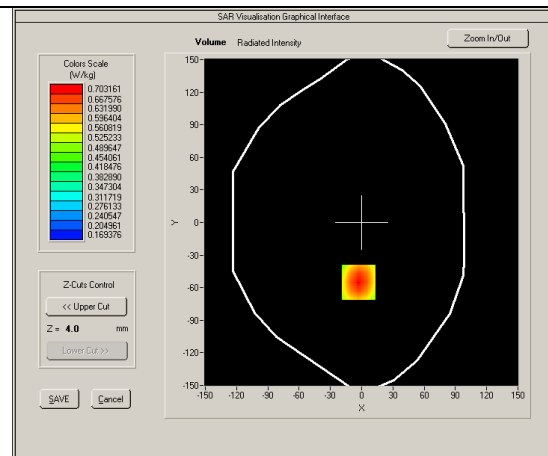 SAR Visualisation Graphical Interface
Volume Radiated Intensity
Zoom In/Out
Colors Scale
(W/kg)
0.703161
0.667576
0.631990
0.596404
0.560819
0.525233
0.489647
0.454061
0.418476
0.382890
0.347304
0.311719
0.276133
0.240547
0.204961
0.169376
Z-Cuts Control
<< Upper Cut
Z = 4.0 mm
Lower Cut >>
SAVE Cancel
150
120
90
60
30
0
-30
-60
-90
-120
-150
Y
-150 -120 -90 -60 -30 0 30 60 90 120 150
X